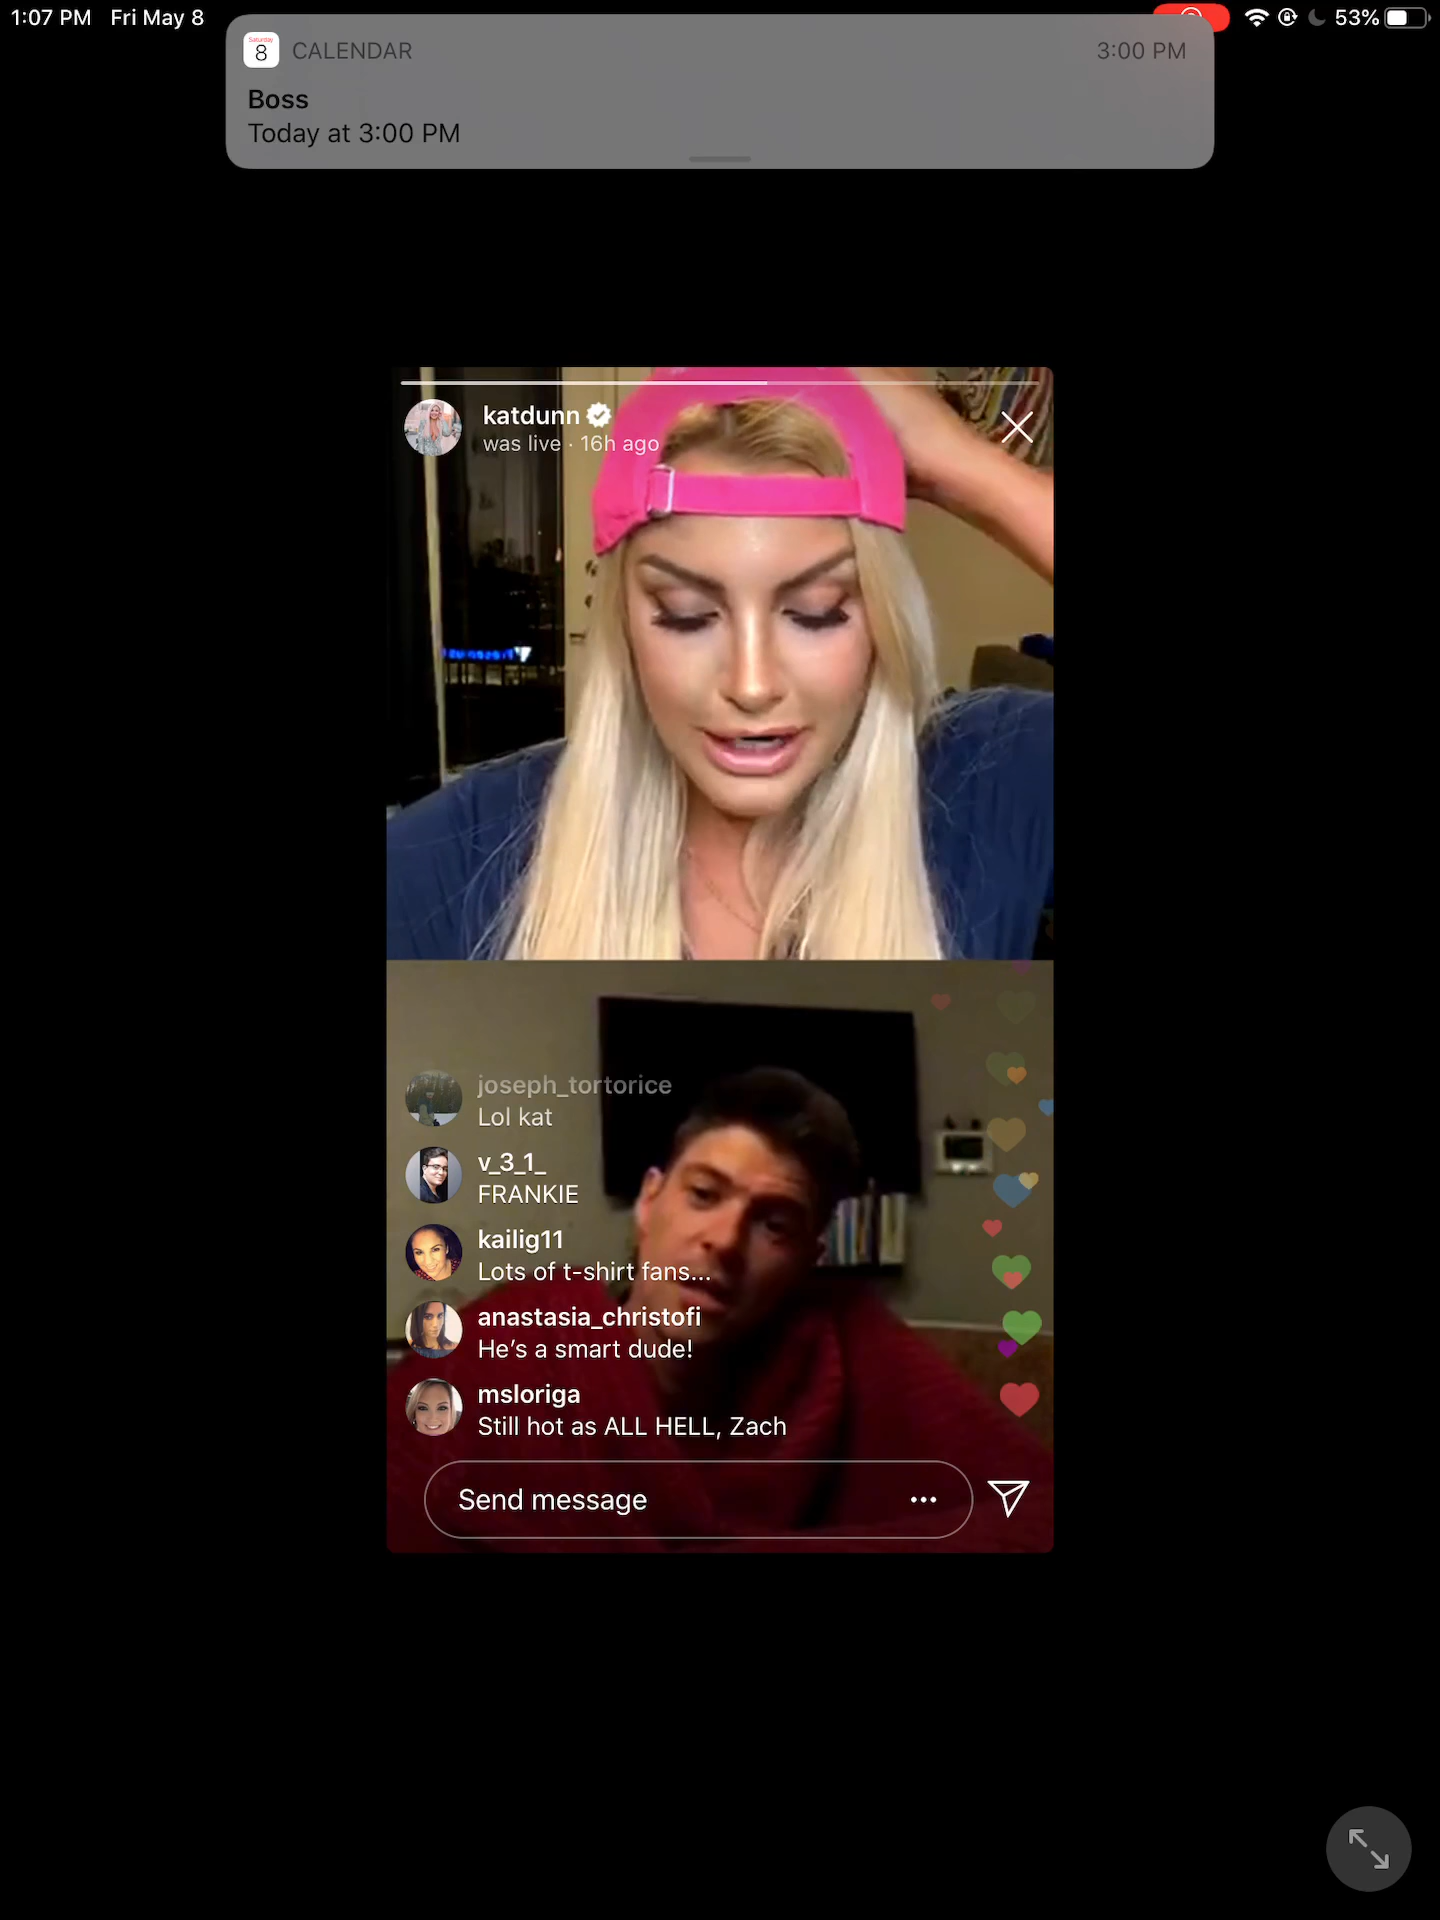 1:07 PM Fri May 8
53%
Saturday
8
CALENDAR
3:00 PM
Boss
Today at 3:00 PM
katdunn
was live · 16h ago
joseph_tortorice
Lol kat
v_3_1_
FRANKIE
kailig11
Lots of t-shirt fans...
anastasia_christofi
He's a smart dude!
msloriga
Still hot as ALL HELL, Zach
Send message